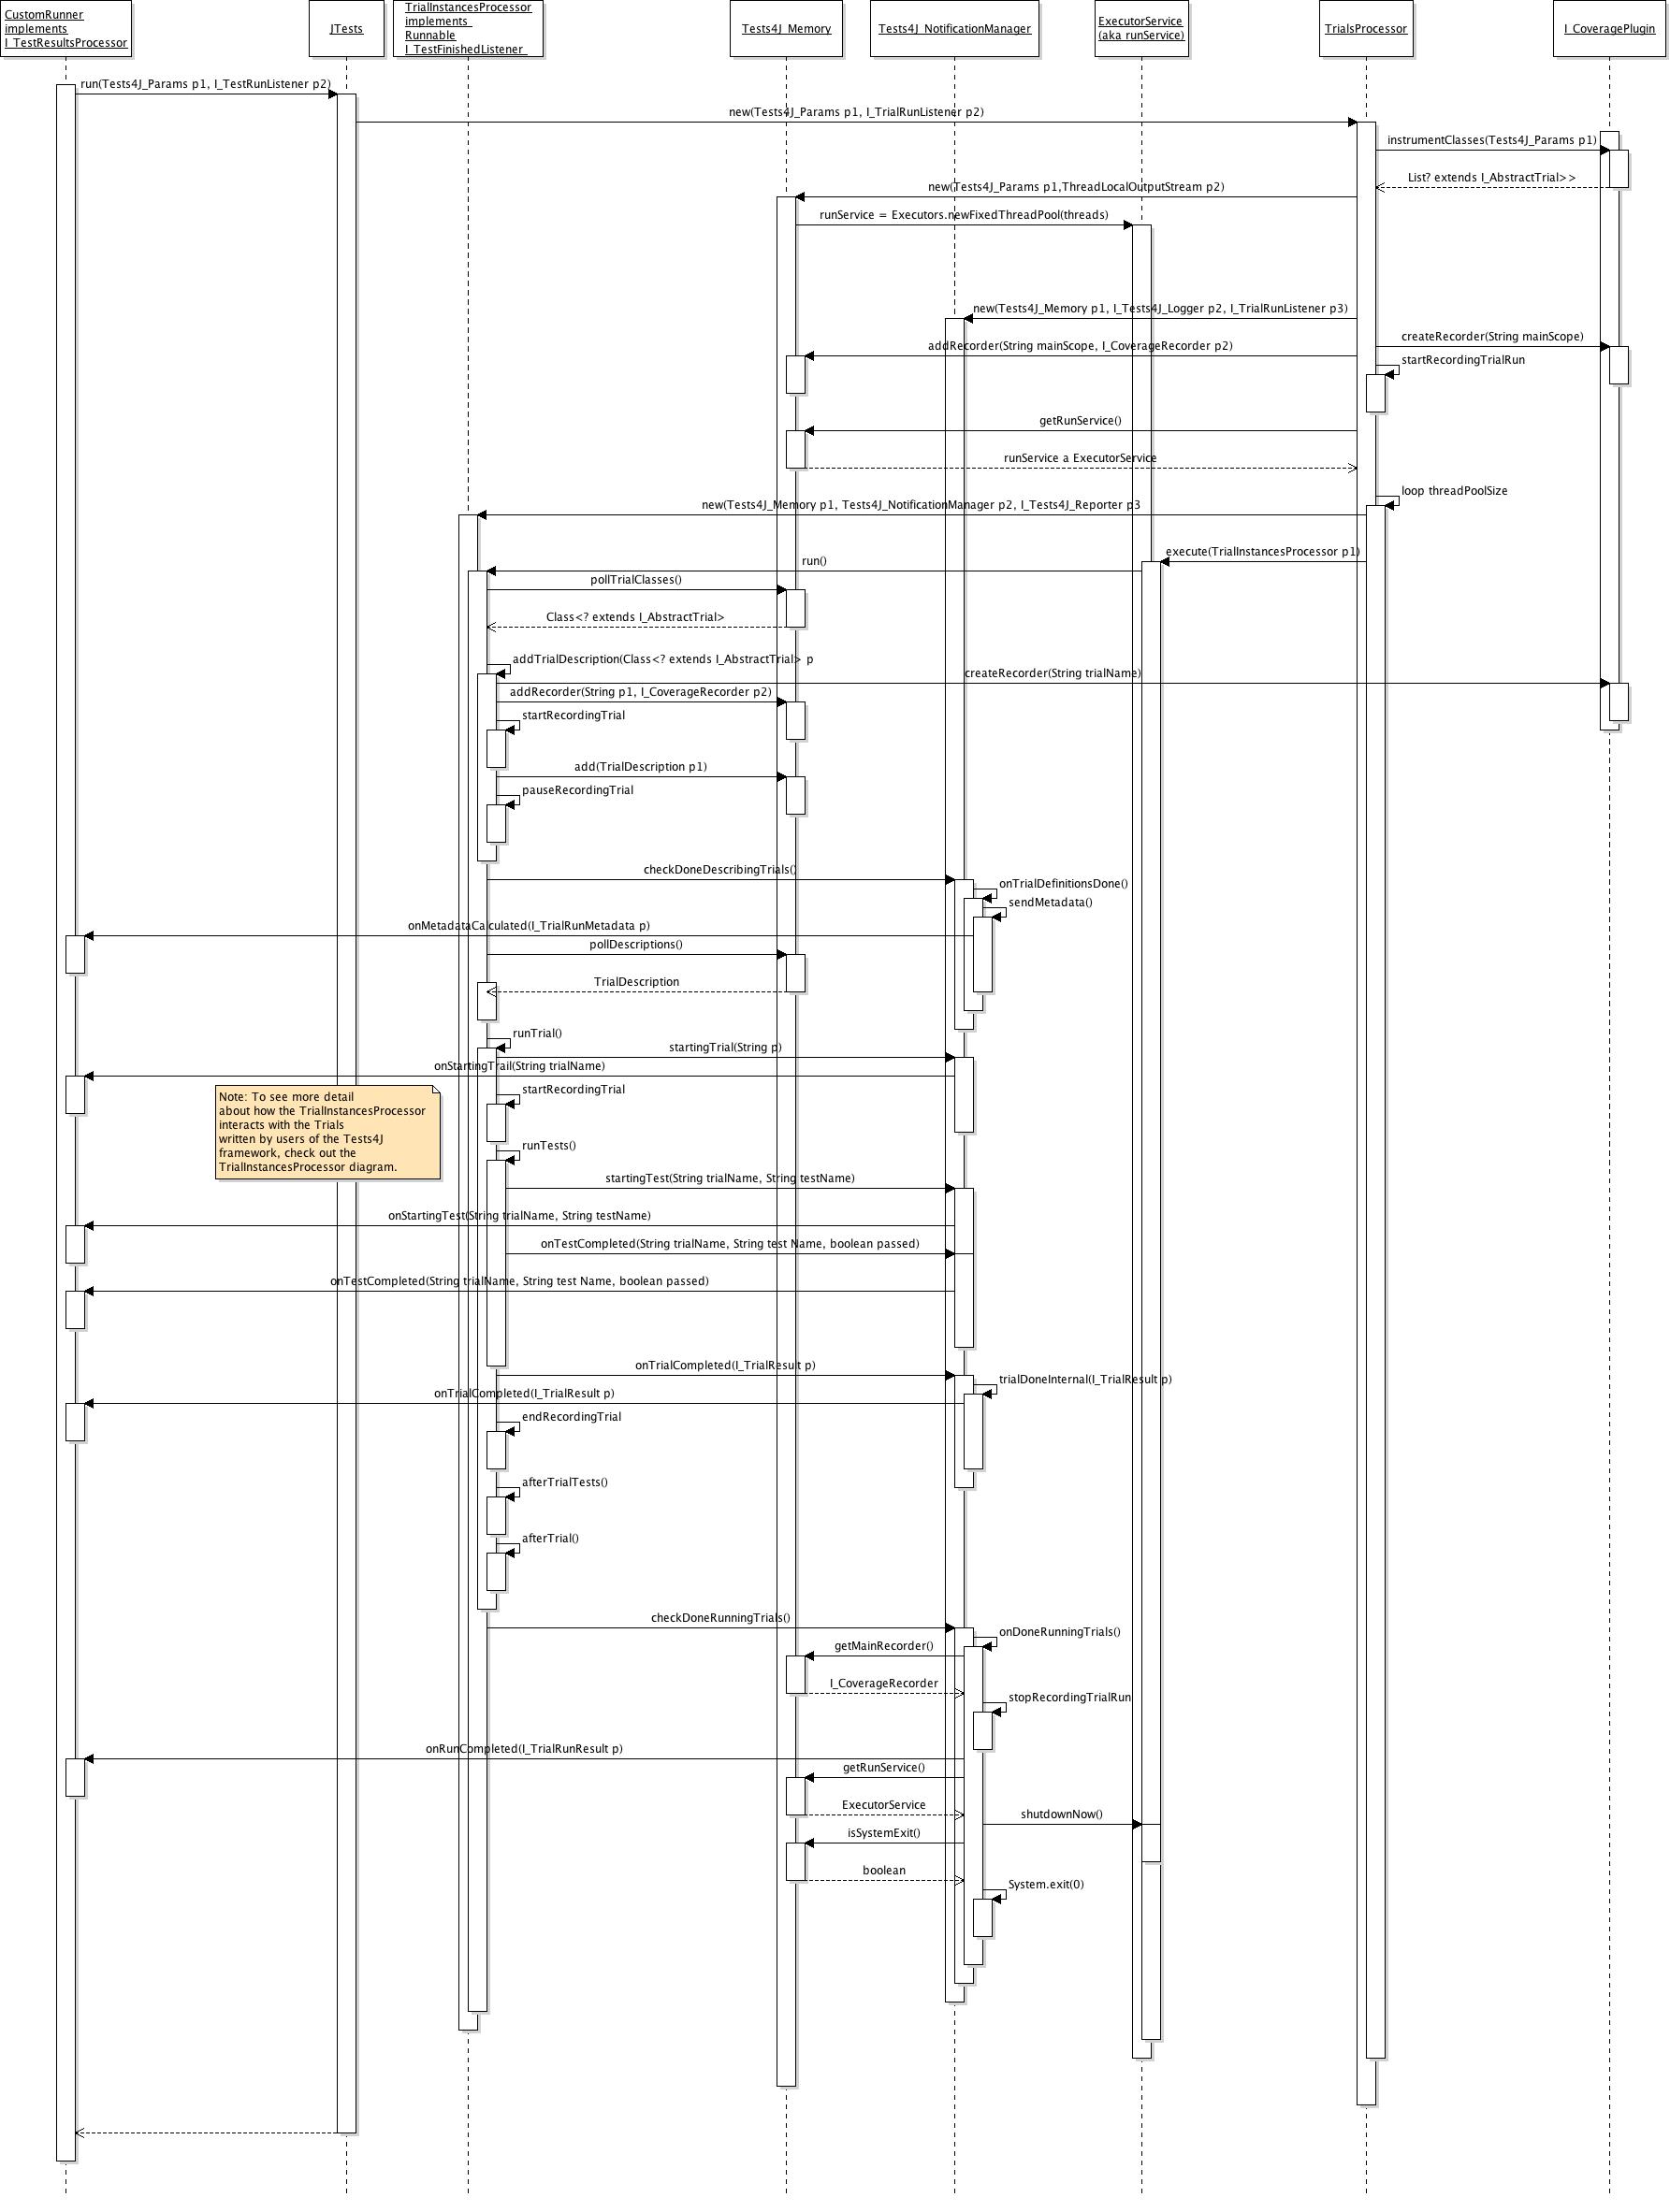 CustomRunner
implements
I_TestResultsProcessor
JTests
TrialInstancesProcessor
implements
Runnable
I_TestFinishedListener
Tests4J_Memory
Tests4J_NotificationManager
ExecutorService
(aka runService)
TrialsProcessor
I_CoveragePlugin
run(Tests4J_Params p1, I_TestRunListener p2)
new(Tests4J_Params p1, I_TrialRunListener p2)
instrumentClasses(Tests4J_Params p1)
List? extends I_AbstractTrial>>
new(Tests4J_Params p1,ThreadLocalOutputStream p2)
runService = Executors.newFixedThreadPool(threads)
new(Tests4J_Memory p1, I_Tests4J_Logger p2, I_TrialRunListener p3)
createRecorder(String mainScope)
addRecorder(String mainScope, I_CoverageRecorder p2)
startRecordingTrialRun
getRunService()
runService a ExecutorService
loop threadPoolSize
new(Tests4J_Memory p1, Tests4J_NotificationManager p2, I_Tests4J_Reporter p3
execute(TrialInstancesProcessor p1)
run()
pollTrialClasses()
Class<? extends I_AbstractTrial>
addTrialDescription(Class<? extends I_AbstractTrial> p
createRecorder(String trialName)
addRecorder(String p1, I_CoverageRecorder p2)
startRecordingTrial
add(TrialDescription p1)
pauseRecordingTrial
checkDoneDescribingTrials()
onTrialDefinitionsDone()
sendMetadata()
onMetadataCalculated(I_TrialRunMetadata p)
pollDescriptions()
TrialDescription
runTrial()
startingTrial(String p)
onStartingTrail(String trialName)
startRecordingTrial
Note: To see more detail
about how the TrialInstancesProcessor
interacts with the Trials
written by users of the Tests4J
framework, check out the
TrialInstancesProcessor diagram.
runTests()
startingTest(String trialName, String testName)
onStartingTest(String trialName, String testName)
onTestCompleted(String trialName, String test Name, boolean passed)
onTestCompleted(String trialName, String test Name, boolean passed)
onTrialCompleted(I_TrialResult p)
trialDoneInternal(I_TrialResult p)
onTrialCompleted(I_TrialResult p)
endRecordingTrial
afterTrialTests()
afterTrial()
checkDoneRunningTrials()
onDoneRunningTrials()
getMainRecorder()
I_CoverageRecorder
stopRecordingTrialRun
onRunCompleted(I_TrialRunResult p)
getRunService()
ExecutorService
shutdownNow()
isSystemExit()
boolean
System.exit(0)